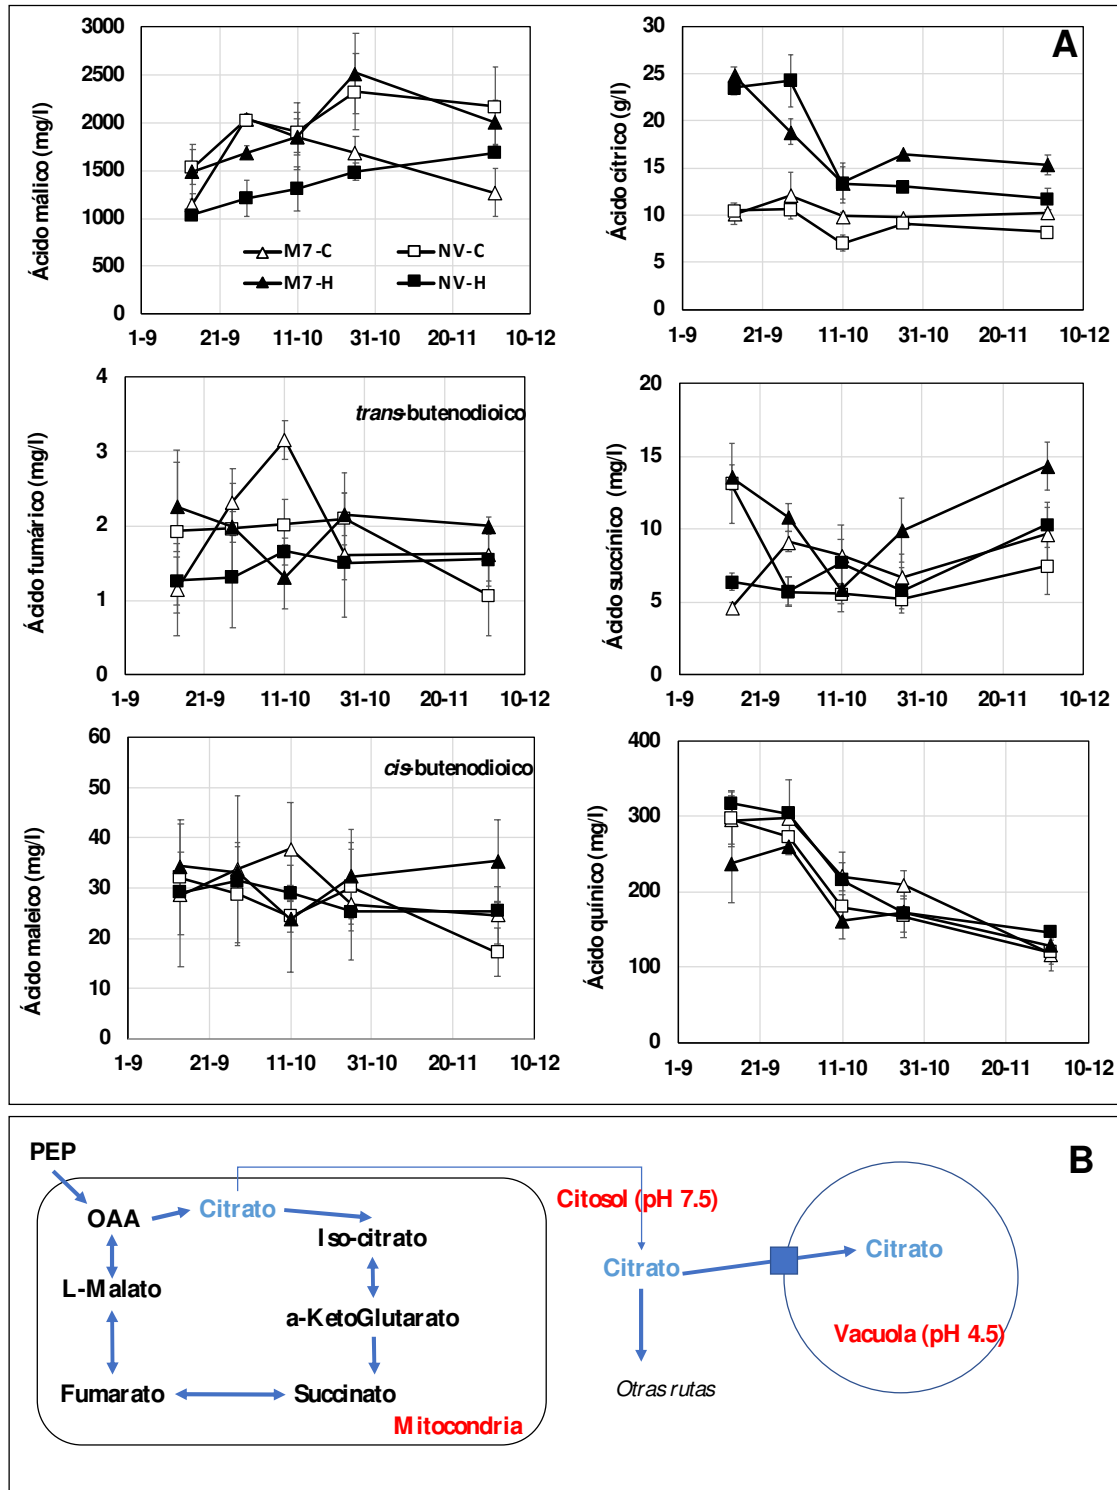 A
Ácido málico (mg/l)
3000
2500
2000
1500
1000
500
0
M7-C
NV-C
M7-H
NV-H
1-9 21-9 11-10 31-10 20-11 10-12
Ácido cítrico (g/l)
30
25
20
15
10
5
0
1-9 21-9 11-10 31-10 20-11 10-12
Ácido fumárico (mg/l)
4
3
2
1
0
trans-butenodioico
1-9 21-9 11-10 31-10 20-11 10-12
Ácido succínico (mg/l)
20
15
10
5
0
1-9 21-9 11-10 31-10 20-11 10-12
Ácido maleico (mg/l)
60
50
40
30
20
10
0
cis-butenodioico
1-9 21-9 11-10 31-10 20-11 10-12
Ácido quínico (mg/l)
400
300
200
100
0
1-9 21-9 11-10 31-10 20-11 10-12
B
PEP
OAA
Citrato
Iso-citrato
L-Malato
a-KetoGlutarato
Fumarato
Succinato
Mitocondria
Citosol (pH 7.5)
Citrato
Otras rutas
Citrato
Vacuola (pH 4.5)